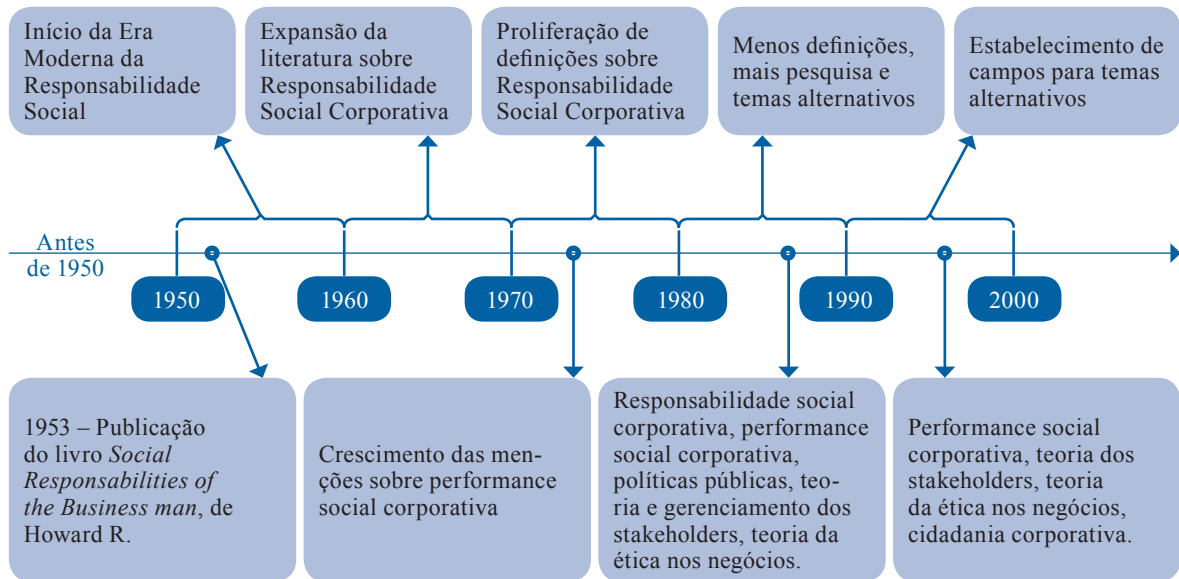 Início da Era
Moderna da
Responsabilidade
Social
Expansão da
literatura sobre
Responsabilidade
Social Corporativa
Proliferação de
definições sobre
Responsabilidade
Social Corporativa
Menos definições,
mais pesquisa e
temas alternativos
Estabelecimento de
campos para temas
alternativos
Antes
de 1950
1950
1960
1970
1980
1990
2000
1953 – Publicação
do livro Social
Responsabilities of
the Business man, de
Howard R.
Crescimento das men-
ções sobre performance
social corporativa
Responsabilidade social
corporativa, performance
social corporativa,
políticas públicas, teo-
ria e gerenciamento dos
stakeholders, teoria da
ética nos negócios.
Performance social
corporativa, teoria dos
stakeholders, teoria
da ética nos negócios,
cidadania corporativa.